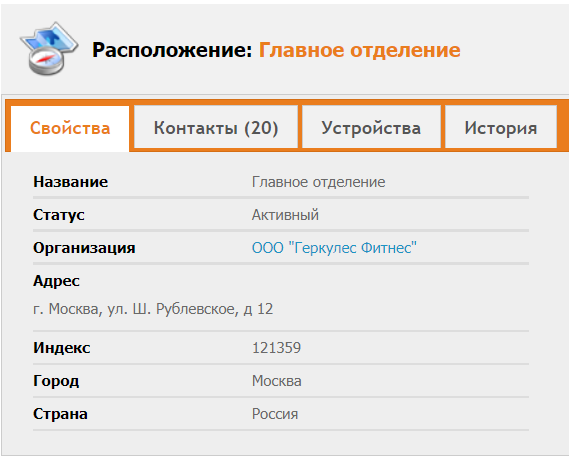 Расположение: Главное отделение
Свойства Контакты (20) Устройства История
Название Главное отделение
Статус Активный
Организация ООО "Геркулес Фитнес"
Адрес
г. Москва, ул. Ш. Рублевское, д 12
Индекс 121359
Город Москва
Страна Россия